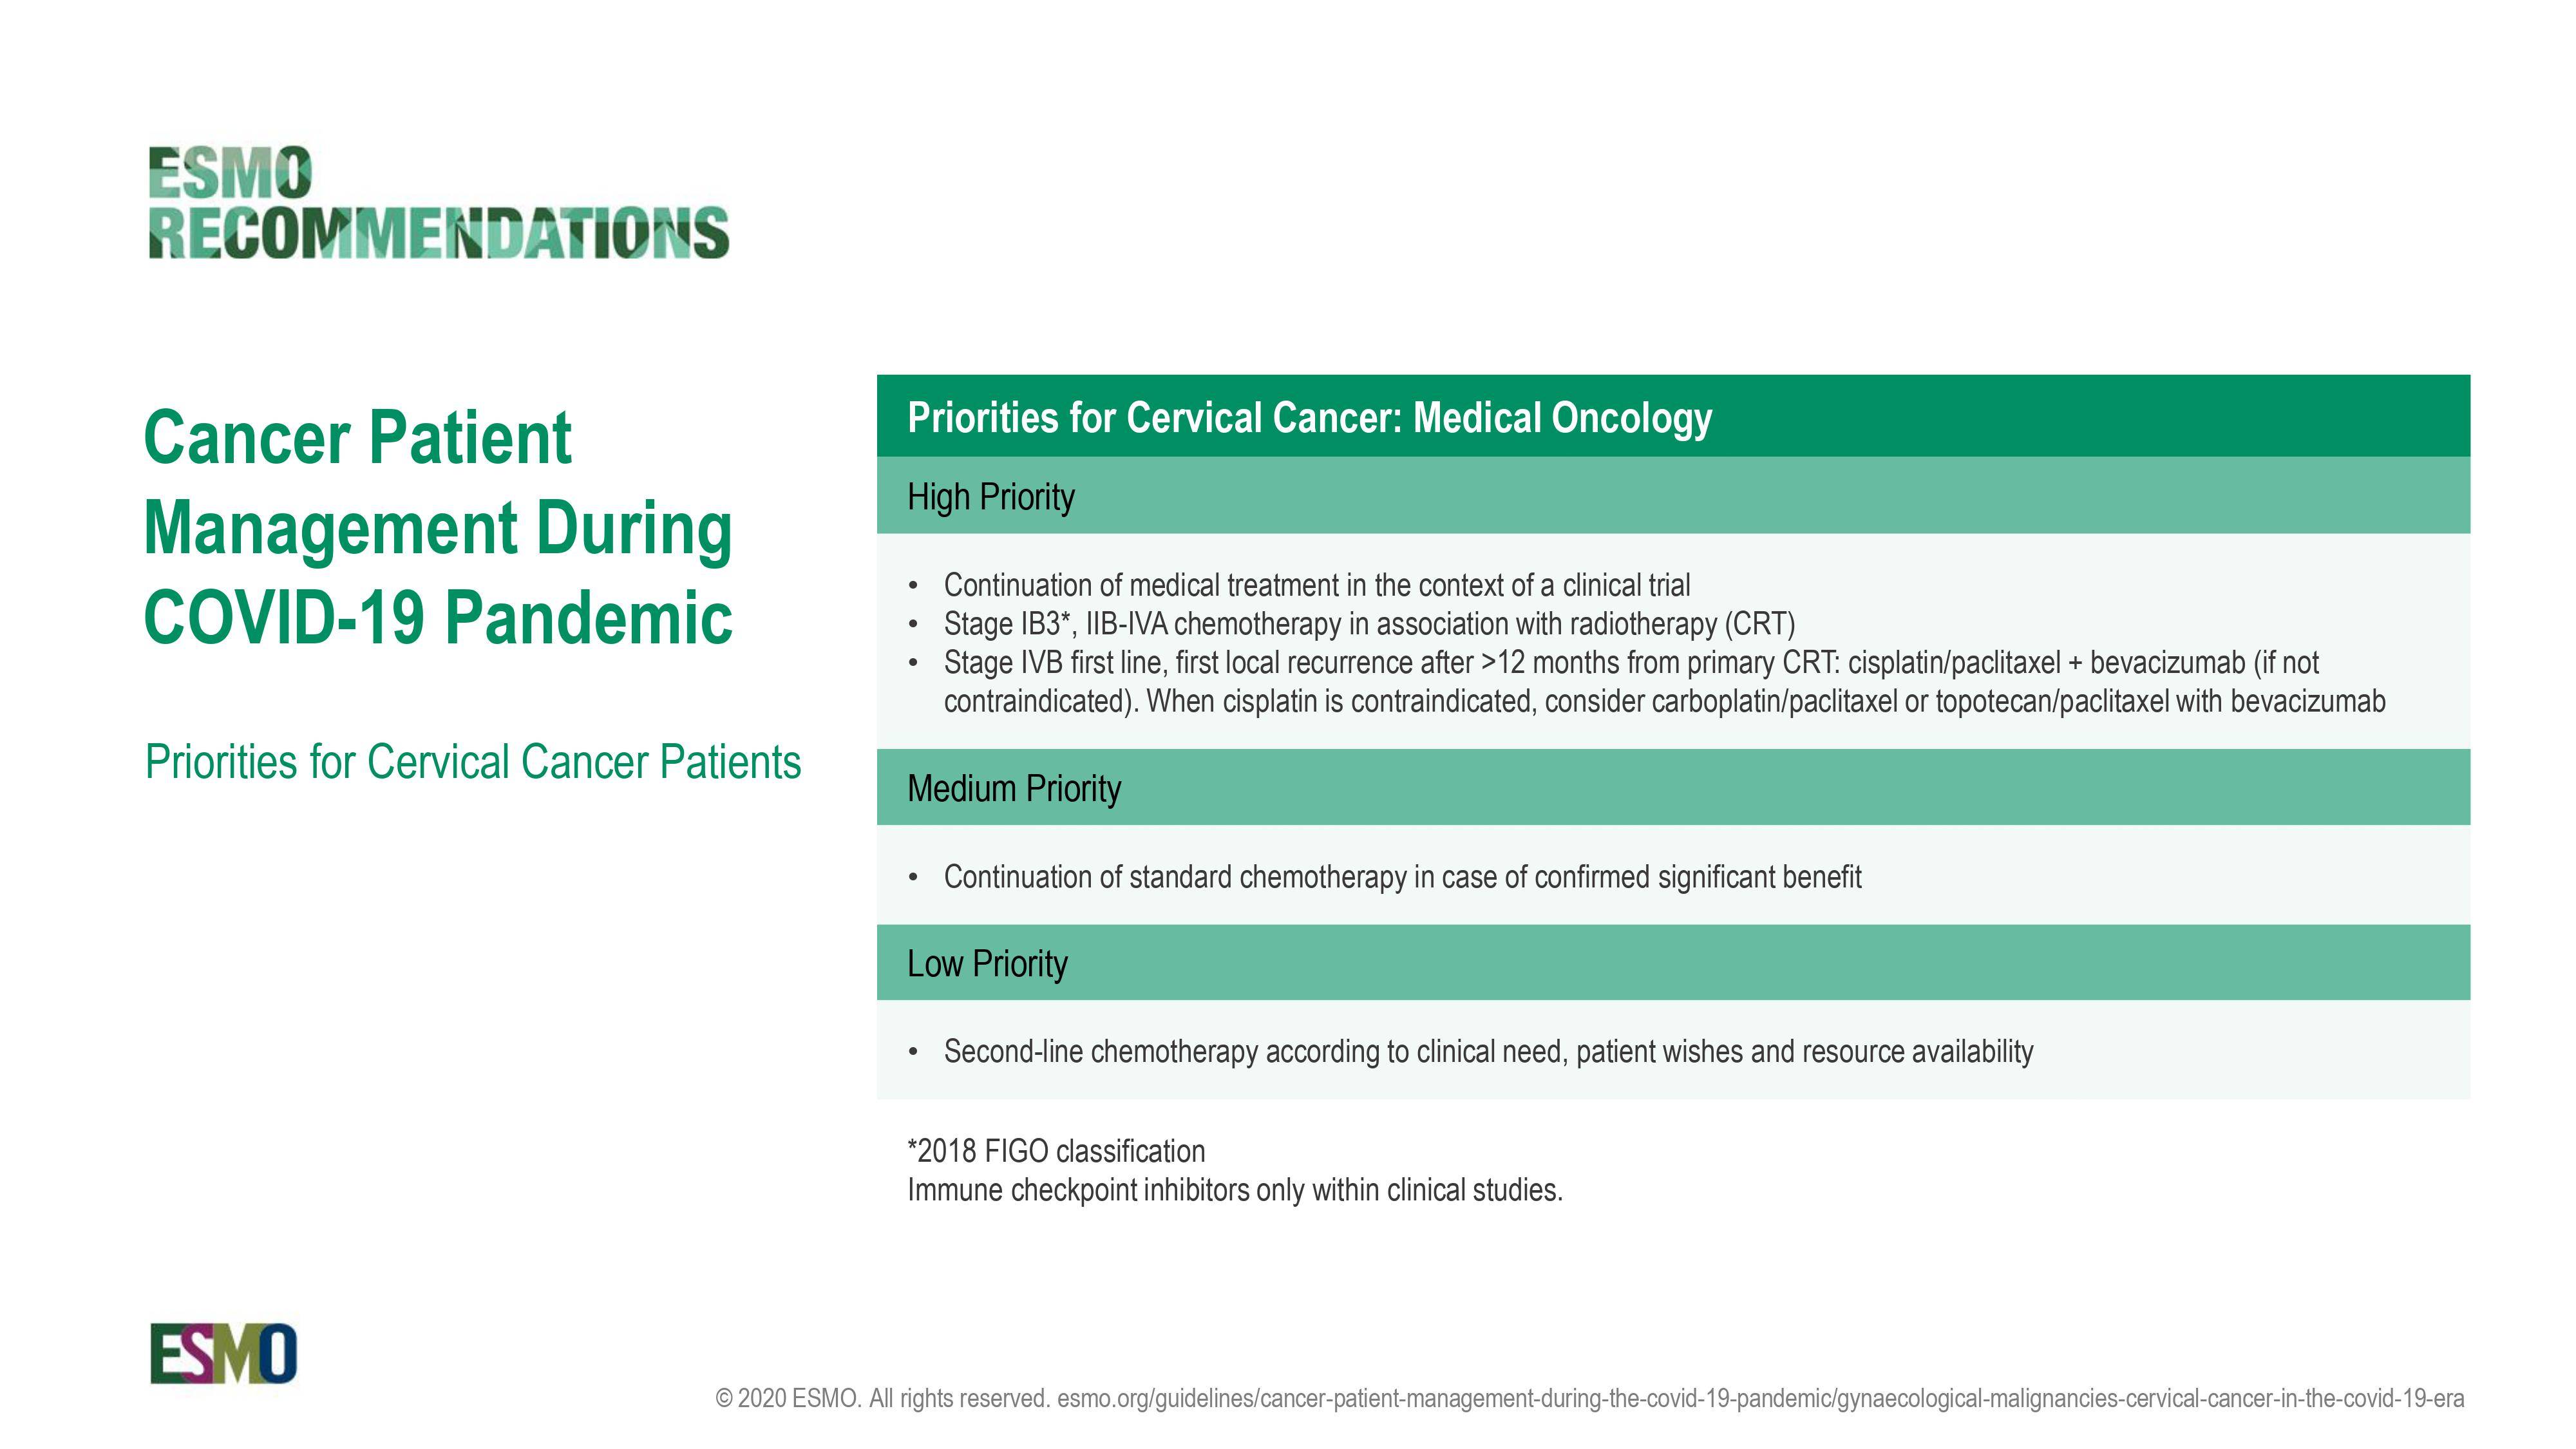 ESMO
RECOMMENDATIONS
Cancer Patient
Management During
COVID-19 Pandemic
Priorities for Cervical Cancer Patients
Priorities for Cervical Cancer: Medical Oncology
High Priority
• Continuation of medical treatment in the context of a clinical trial
• Stage IB3*, IIB-IVA chemotherapy in association with radiotherapy (CRT)
• Stage IVB first line, first local recurrence after >12 months from primary CRT: cisplatin/paclitaxel + bevacizumab (if not
contraindicated). When cisplatin is contraindicated, consider carboplatin/paclitaxel or topotecan/paclitaxel with bevacizumab
Medium Priority
• Continuation of standard chemotherapy in case of confirmed significant benefit
Low Priority
• Second-line chemotherapy according to clinical need, patient wishes and resource availability
*2018 FIGO classification
Immune checkpoint inhibitors only within clinical studies.
ESMO
© 2020 ESMO. All rights reserved. esmo.org/guidelines/cancer-patient-management-during-the-covid-19-pandemic/gynaecological-malignancies-cervical-cancer-in-the-covid-19-era